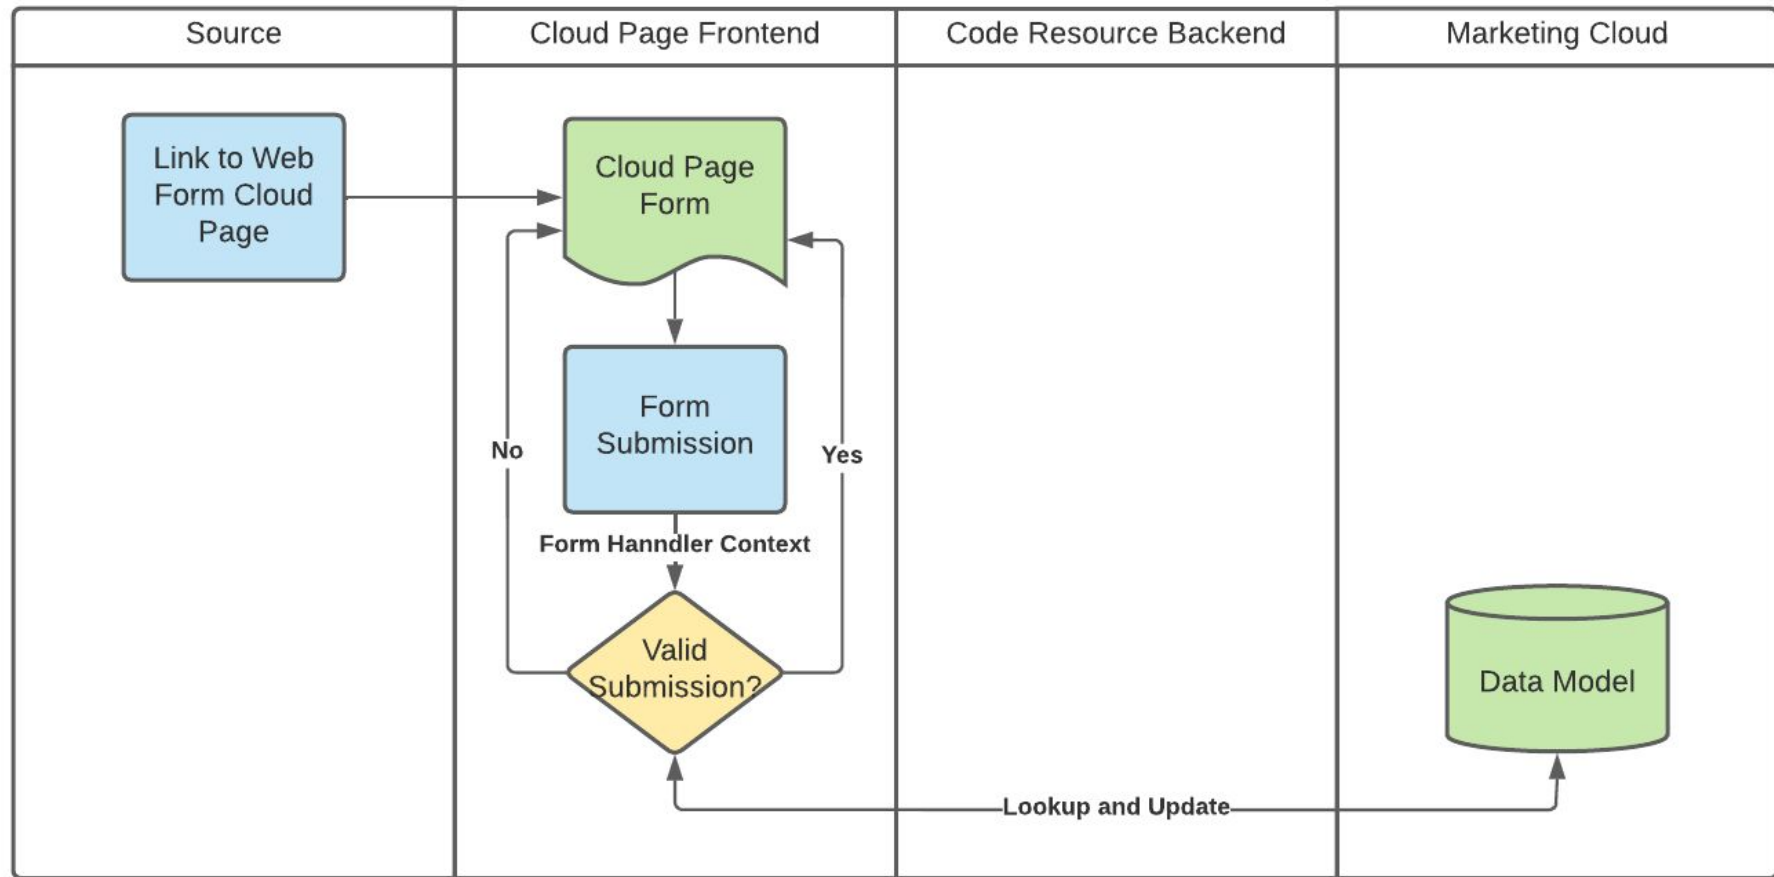 Source
Cloud Page Frontend
Code Resource Backend
Marketing Cloud
Link to Web
Form Cloud
Page
Cloud Page
Form
Form
Submission
No
Yes
Form Hanndler Context
Valid
Submission?
Data Model
Lookup and Update